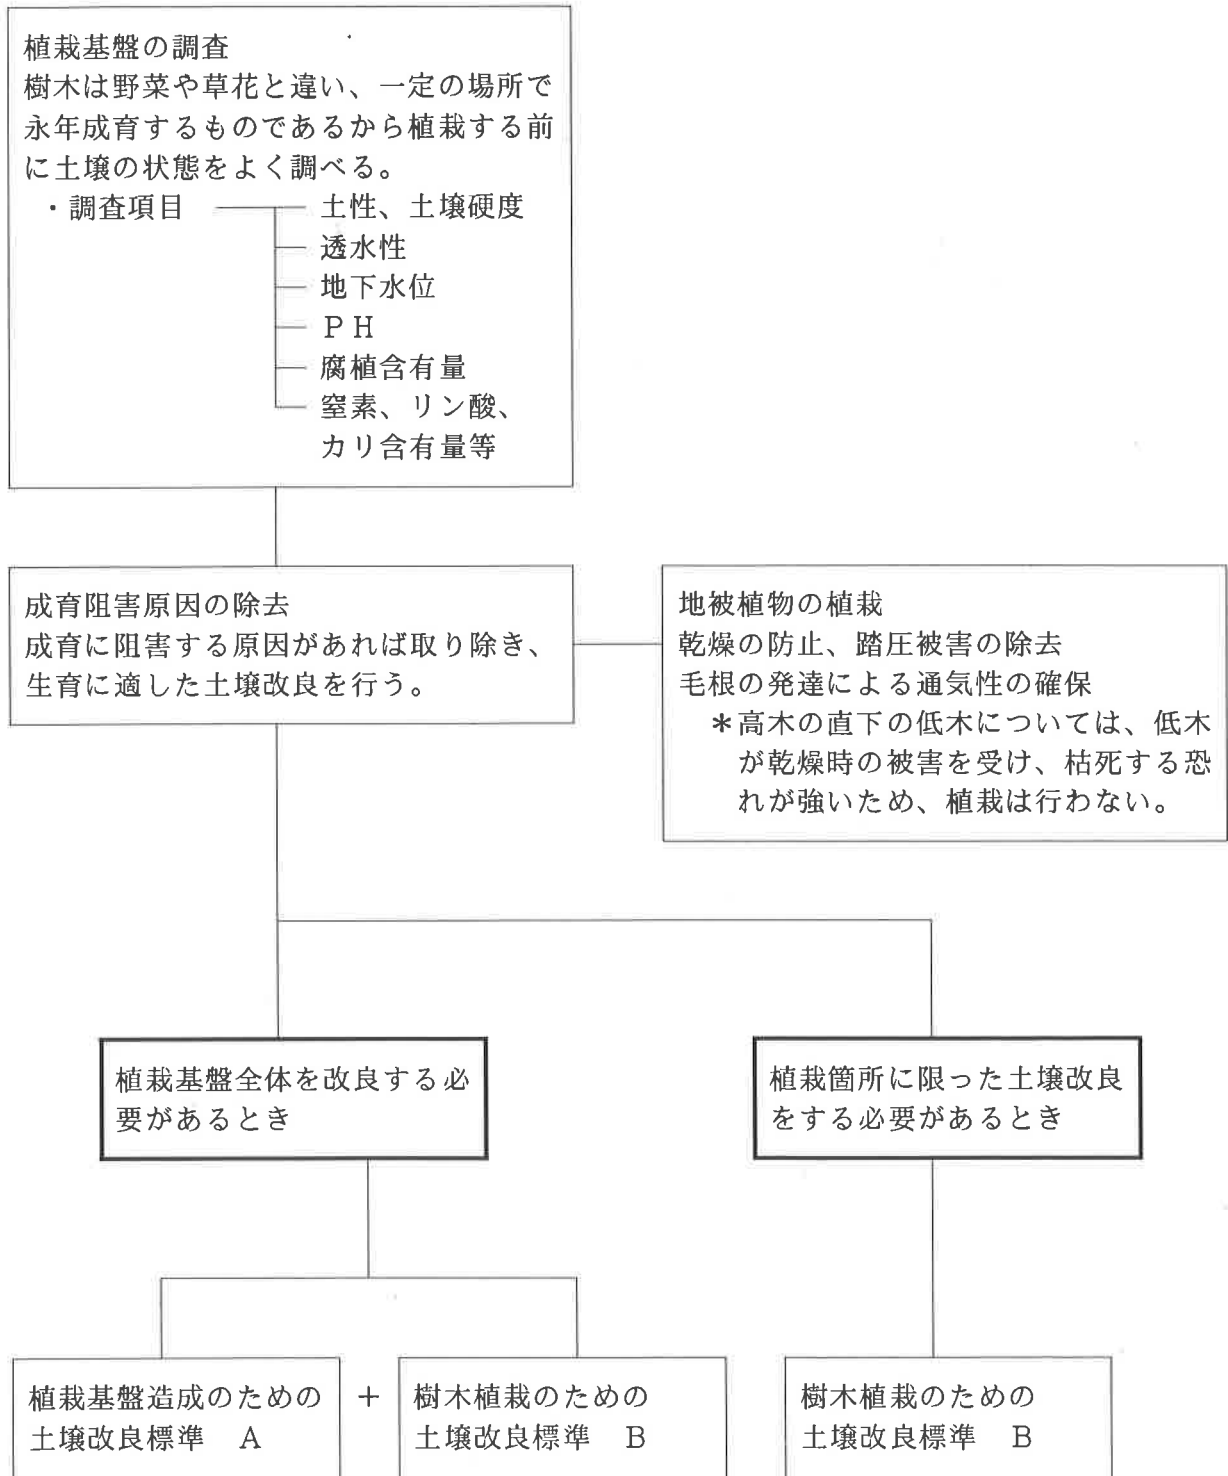 植栽基盤の調査
樹木は野菜や草花と違い、一定の場所で
永年成育するものであるから植栽する前
に土壌の状態をよく調べる。
・調査項目 土性、土壌硬度
透水性
地下水位
ＰＨ
腐植含有量
窒素、リン酸、
カリ含有量等
成育阻害原因の除去
成育に阻害する原因があれば取り除き、
生育に適した土壌改良を行う。
地被植物の植栽
乾燥の防止、踏圧被害の除去
毛根の発達による通気性の確保
＊高木の直下の低木については、低木
が乾燥時の被害を受け、枯死する恐
れが強いため、植栽は行わない。
植栽基盤全体を改良する必
要があるとき
植栽箇所に限った土壌改良
をする必要があるとき
植栽基盤造成のための
土壌改良標準　Ａ
＋
樹木植栽のための
土壌改良標準　Ｂ
樹木植栽のための
土壌改良標準　Ｂ